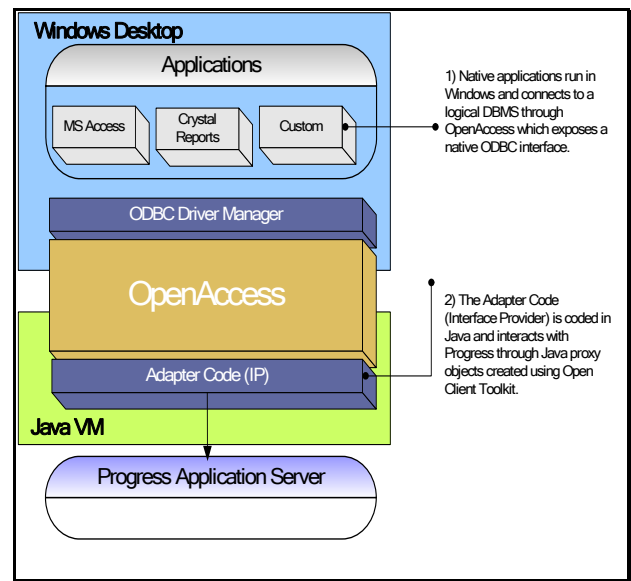 Windows Desktop
Applications
MS Access
Crystal
Reports
Custom
1) Native applications run in
Windows and connects to a
logical DBMS through
OpenAccess which exposes a
native ODBC interface.
ODBC Driver Manager
OpenAccess
2) The Adapter Code
(Interface Provider) is coded in
Java and interacts with
Progress through Java proxy
objects created using Open
Client Toolkit.
Adapter Code (IP)
Java VM
Progress Application Server